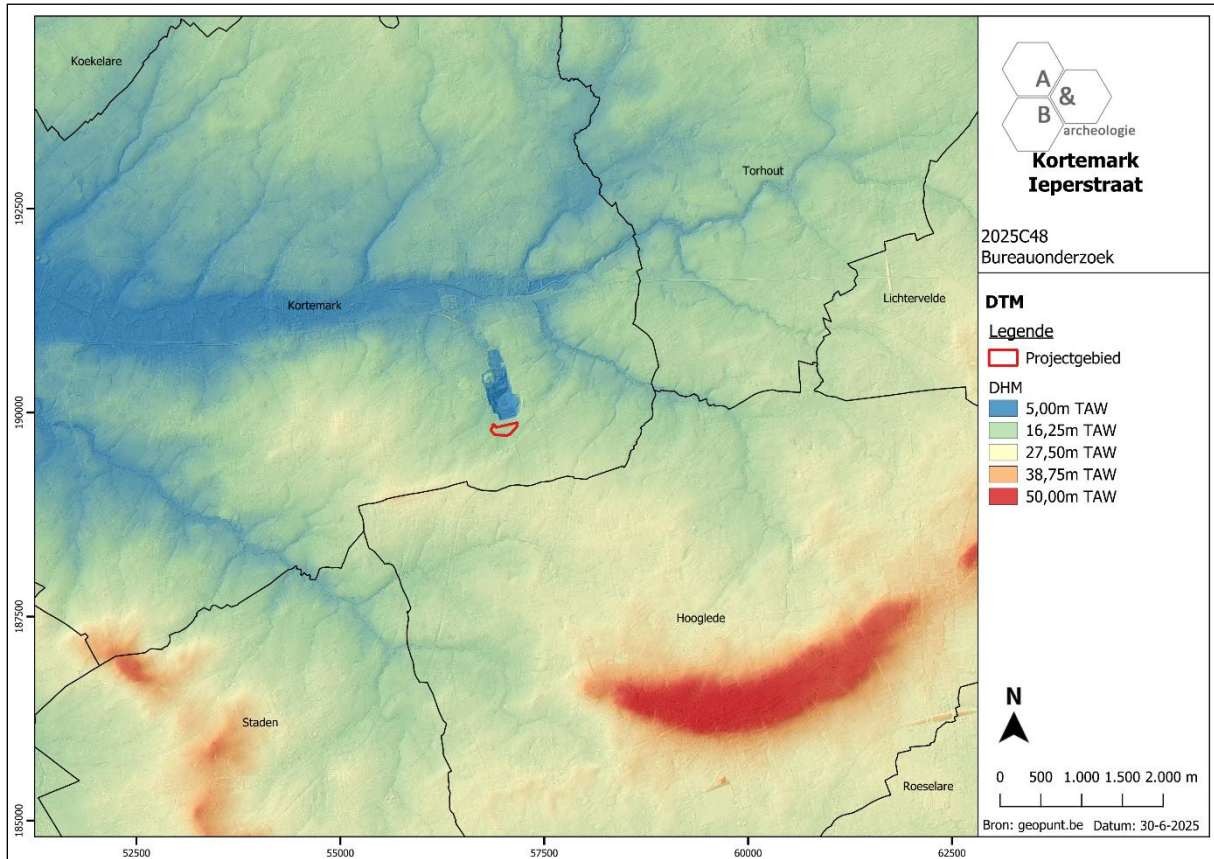 Koekelare
Torhout
Kortemark
Lichtervelde
Hooglede
Staden
Roeselare
192500
190000
187500
185000
52500
55000
57500
60000
62500
A
&
B
archeologie
Kortemark
Ieperstraat
2025C48
Bureauonderzoek
DTM
Legende
Projectgebied
DHM
5,00m TAW
16,25m TAW
27,50m TAW
38,75m TAW
50,00m TAW
N
0 500 1.000 1.500 2.000 m
Bron: geopunt.be Datum: 30-6-2025